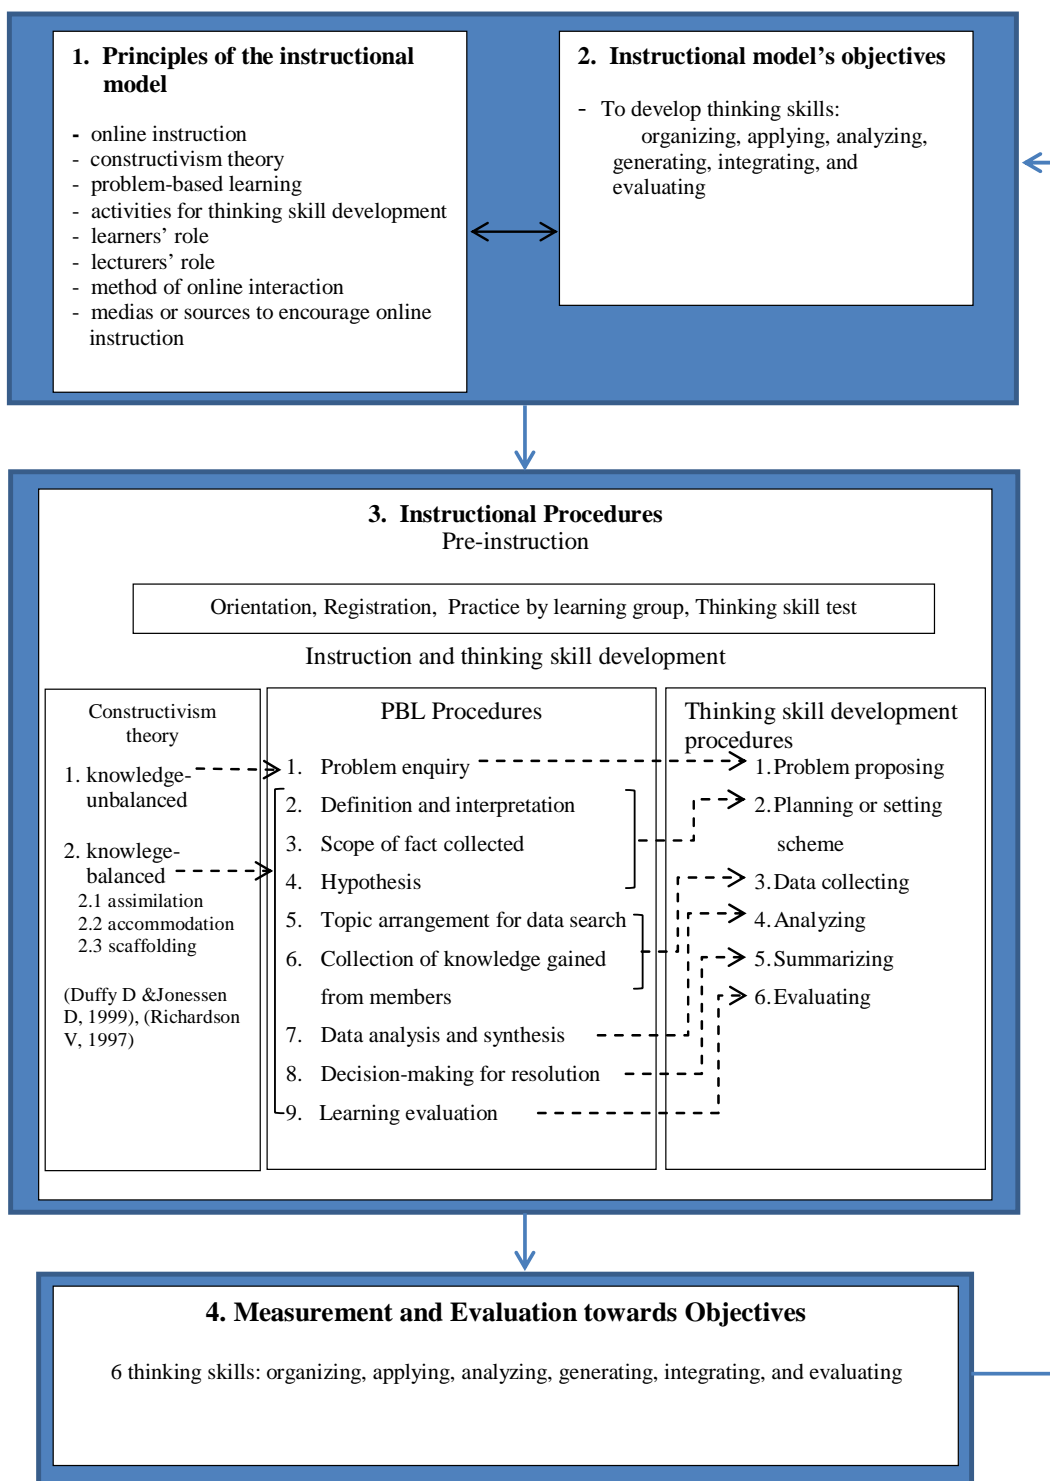 1. Principles of the instructional
model
- online instruction
- constructivism theory
- problem-based learning
- activities for thinking skill development
- learners’ role
- lecturers’ role
- method of online interaction
- medias or sources to encourage online
instruction
2. Instructional model’s objectives
- To develop thinking skills:
organizing, applying, analyzing,
generating, integrating, and
evaluating
3. Instructional Procedures
Pre-instruction
Orientation, Registration, Practice by learning group, Thinking skill test
Instruction and thinking skill development
Constructivism
theory
1. knowledge-
unbalanced
2. knowlege-
balanced
2.1 assimilation
2.2 accommodation
2.3 scaffolding
(Duffy D &Jonessen
D, 1999), (Richardson
V, 1997)
PBL Procedures
1. Problem enquiry
2. Definition and interpretation
3. Scope of fact collected
4. Hypothesis
5. Topic arrangement for data search
6. Collection of knowledge gained
from members
7. Data analysis and synthesis
8. Decision-making for resolution
9. Learning evaluation
Thinking skill development
procedures
1. Problem proposing
2. Planning or setting
scheme
3. Data collecting
4. Analyzing
5. Summarizing
6. Evaluating
4. Measurement and Evaluation towards Objectives
6 thinking skills: organizing, applying, analyzing, generating, integrating, and evaluating